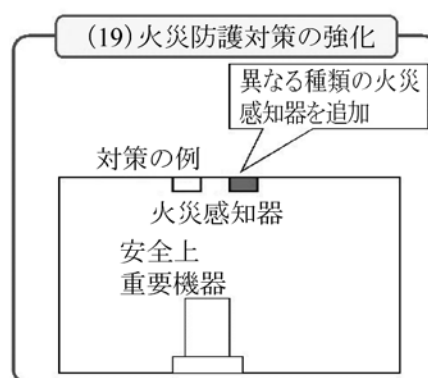 (19)火災防護対策の強化
異なる種類の火災
感知器を追加
対策の例
火災感知器
安全上
重要機器